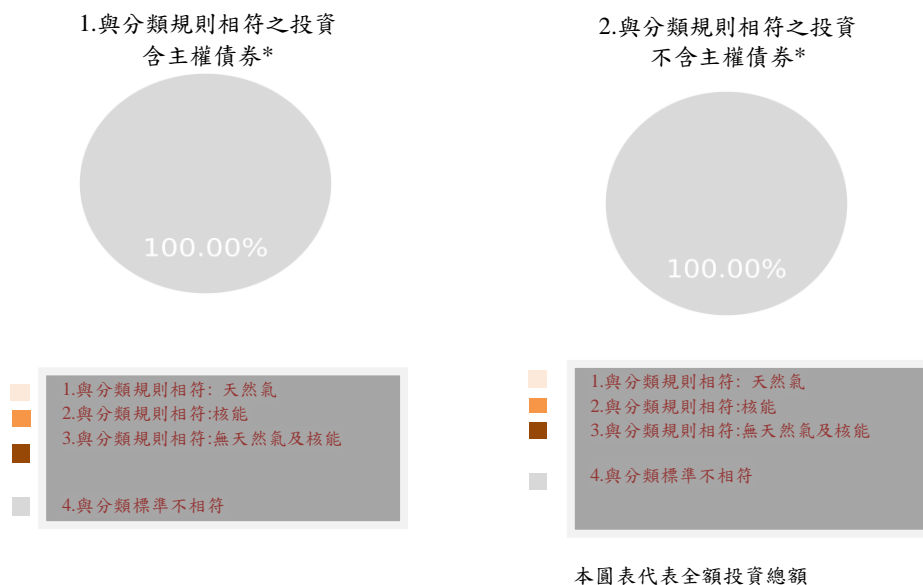 1.與分類規則相符之投資
含主權債券*
100.00%
1.與分類規則相符: 天然氣
2.與分類規則相符:核能
3.與分類規則相符:無天然氣及核能
4.與分類標準不相符
2.與分類規則相符之投資
不含主權債券*
100.00%
1.與分類規則相符: 天然氣
2.與分類規則相符:核能
3.與分類規則相符:無天然氣及核能
4.與分類標準不相符
本圖表代表全額投資總額